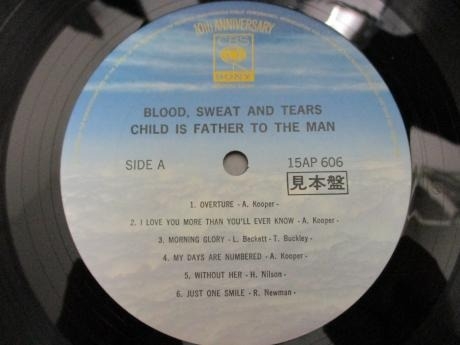 10th ANNIVERSARY
CBS
SONY
BLOOD, SWEAT AND TEARS
CHILD IS FATHER TO THE MAN
SIDE A 15AP 606
見本盤
1. OVERTURE - A. Kooper -
2. I LOVE YOU MORE THAN YOU'LL EVER KNOW - A. Kooper -
3. MORNING GLORY - L. Beckett - T. Buckley -
4. MY DAYS ARE NUMBERED - A. Kooper -
5. WITHOUT HER - H. Nilson -
6. JUST ONE SMILE - R. Newman -